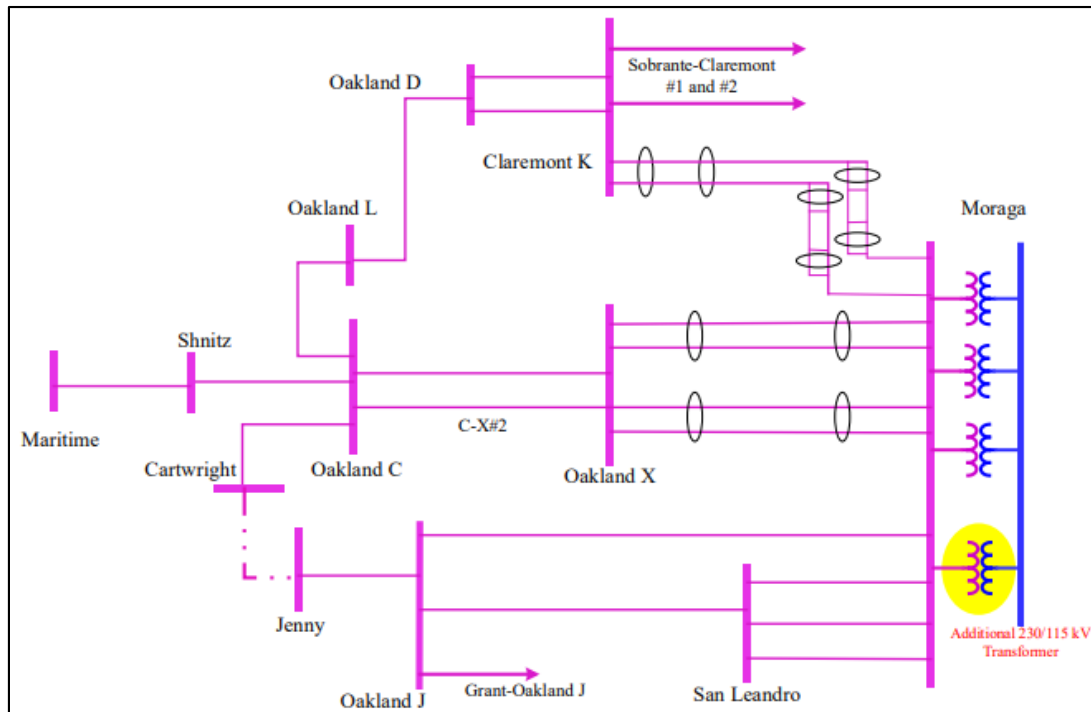 Oakland D
Sobrante-Claremont
#1 and #2
Claremont K
Oakland L
Moraga
Shnitz
Maritime
C-X#2
Cartwright
Oakland C
Oakland X
Jenny
Additional 230/115 kV
Transformer
Oakland J
Grant-Oakland J
San Leandro